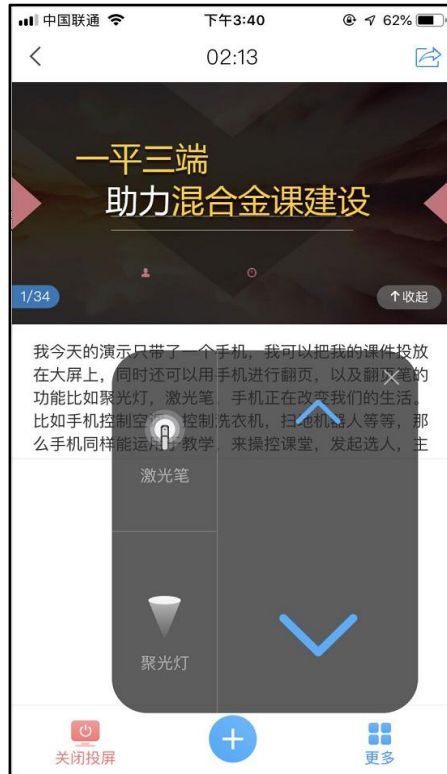 中国联通 下午3:40 62%
02:13
一平三端
助力混合金课建设
1/34 收起
我今天的演示只带了一个手机，我可以把我的课件投放
在大屏上，同时还可以用手机进行翻页，以及翻页笔的
功能比如聚光灯，激光笔。手机正在改变我们的生活。
比如手机控制空调，控制洗衣机，扫地机器人等等，那
么手机同样能运用于教学，来操控课堂，发起选人，主
激光笔
聚光灯
关闭投屏 更多